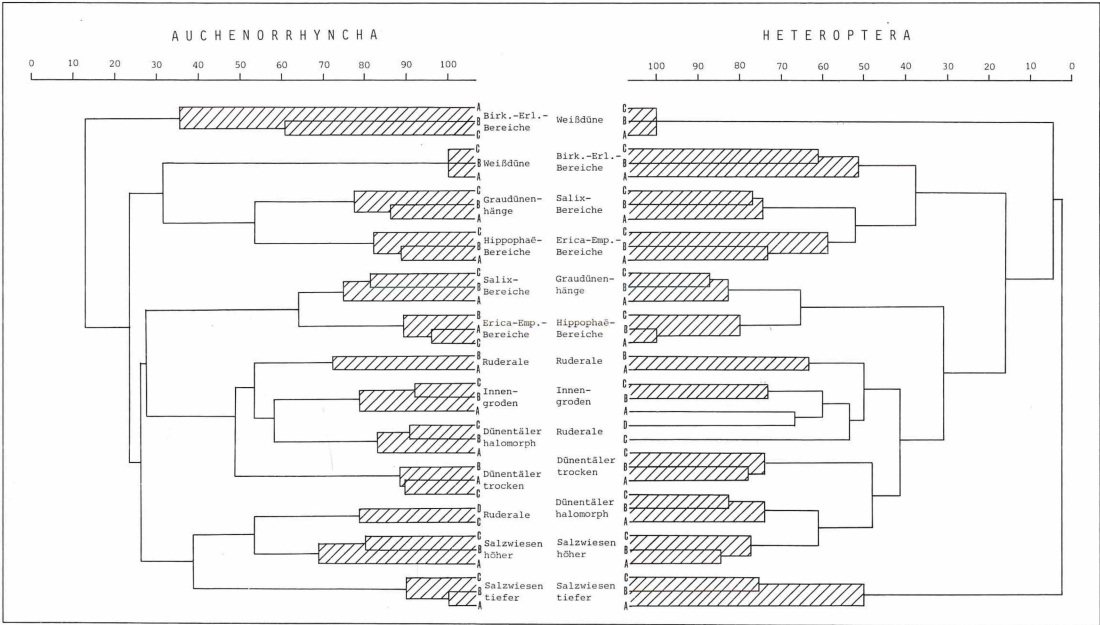 AUCHENORRHYNCHA HETEROPTERA
0 10 20 30 40 50 60 70 80 90 100 100 90 80 70 60 50 40 30 20 10 0
A C
Birk.-Erl.- B Weißdüne B
Bereiche C A
C Birk.-Erl.- C
Weißdüne B Bereiche B
A A
C C
Graudünen- B Salix- B
hänge A Bereiche A
C C
Hippophaë- B Erica-Emp.- B
Bereiche A Bereiche A
C C
Salix- B Graudünen- B
Bereiche A hänge A
B C
Erica-Emp.- A Hippophaë- B
Bereiche C Bereiche A
B B
Ruderale A Ruderale A
C C
Innen- B Innen- B
groden A groden A
C D
Dünentäler B Ruderale C
halomorph A
B C
Dünentäler A Dünentäler B
trocken C trocken A
D C
Ruderale C Dünentäler B
halomorph A
C C
Salzwiesen B Salzwiesen B
höher A höher A
C C
Salzwiesen B Salzwiesen B
tiefer A tiefer A